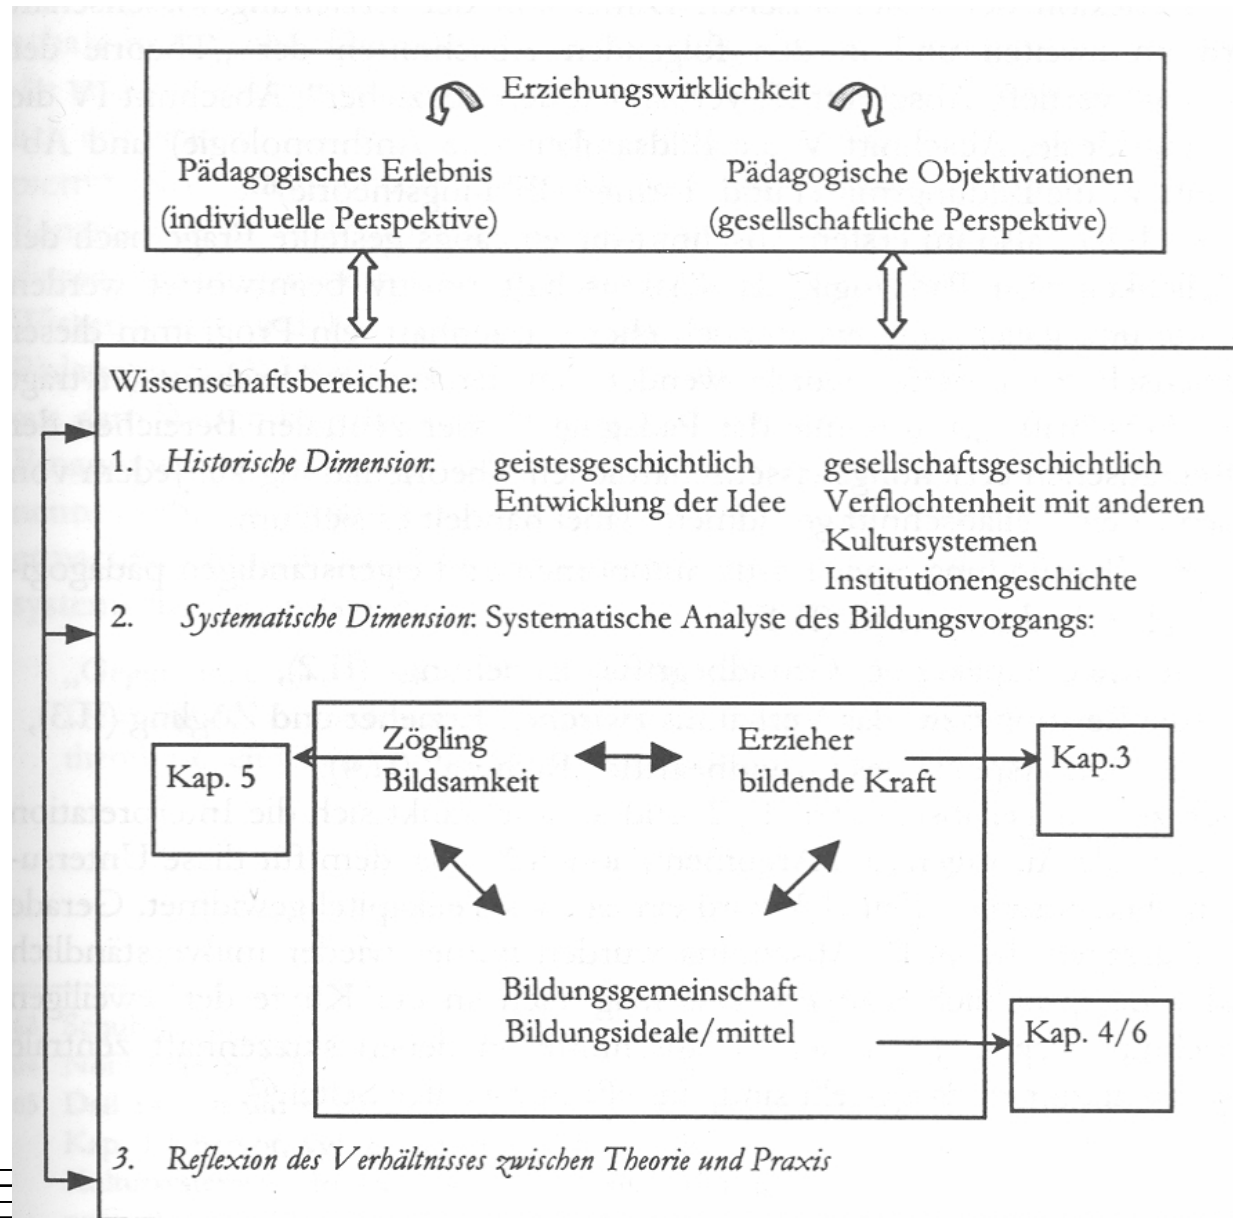 Erziehungswirklichkeit
Pädagogisches Erlebnis
(individuelle Perspektive)
Pädagogische Objektivationen
(gesellschaftliche Perspektive)
Wissenschaftsbereiche:
1. Historische Dimension: geistesgeschichtlich gesellschaftsgeschichtlich
Entwicklung der Idee Verflochtenheit mit anderen
Kultursystemen
Institutionengeschichte
2. Systematische Dimension: Systematische Analyse des Bildungsvorgangs:
Kap. 5
Zögling
Bildsamkeit
Erzieher
bildende Kraft
Kap.3
Bildungsgemeinschaft
Bildungsideale/mittel
Kap. 4/6
3. Reflexion des Verhältnisses zwischen Theorie und Praxis